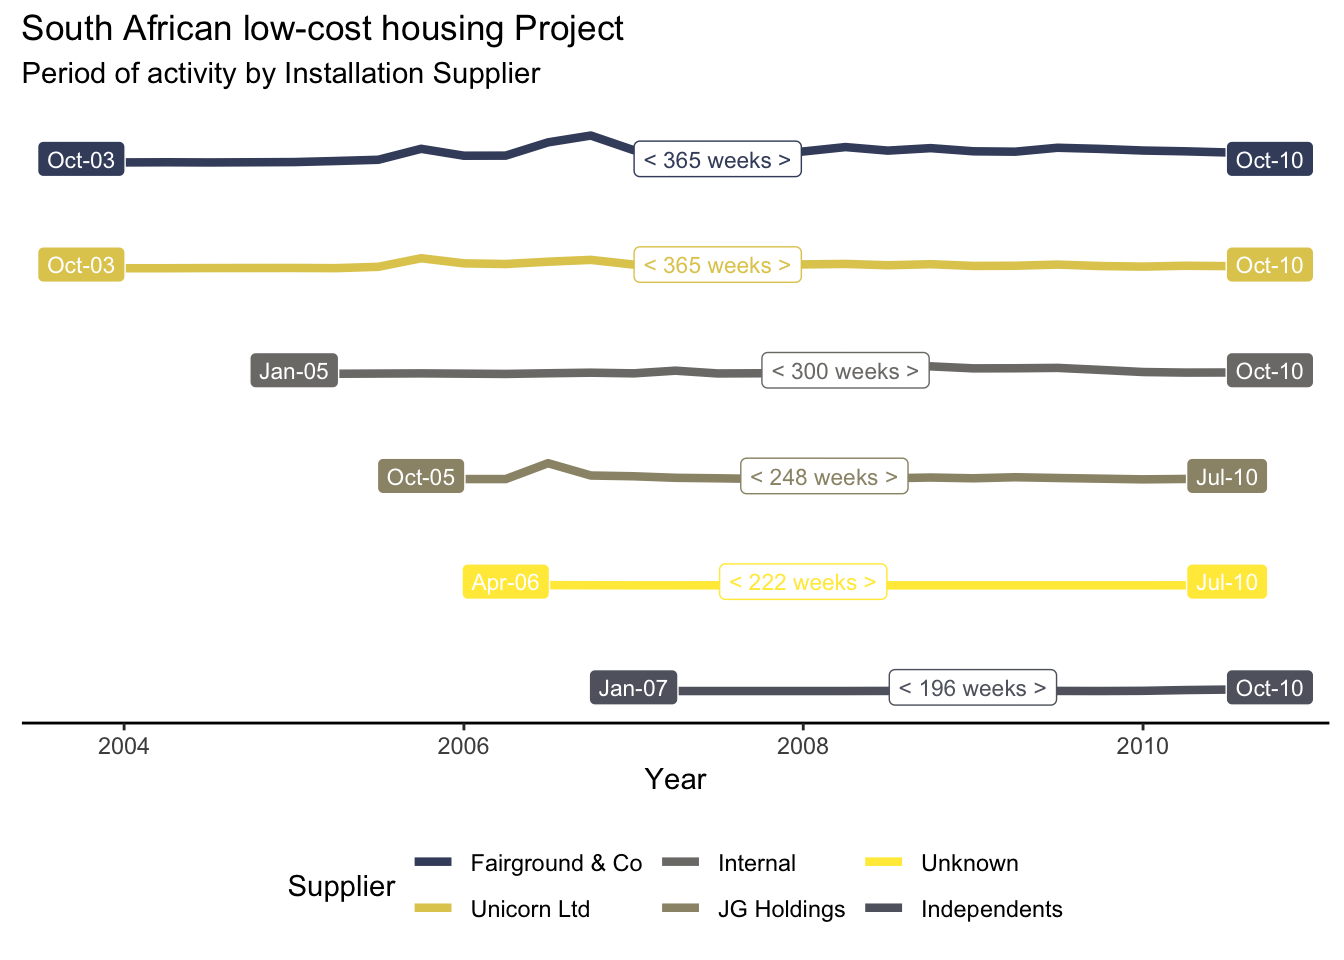 South African low-cost housing Project
Period of activity by Installation Supplier
Oct-03 < 365 weeks > Oct-10
Oct-03 < 365 weeks > Oct-10
Jan-05 < 300 weeks > Oct-10
Oct-05 < 248 weeks > Jul-10
Apr-06 < 222 weeks > Jul-10
Jan-07 < 196 weeks > Oct-10
2004 2006 2008 2010
Year
Supplier
Fairground & Co Internal Unknown
Unicorn Ltd JG Holdings Independents